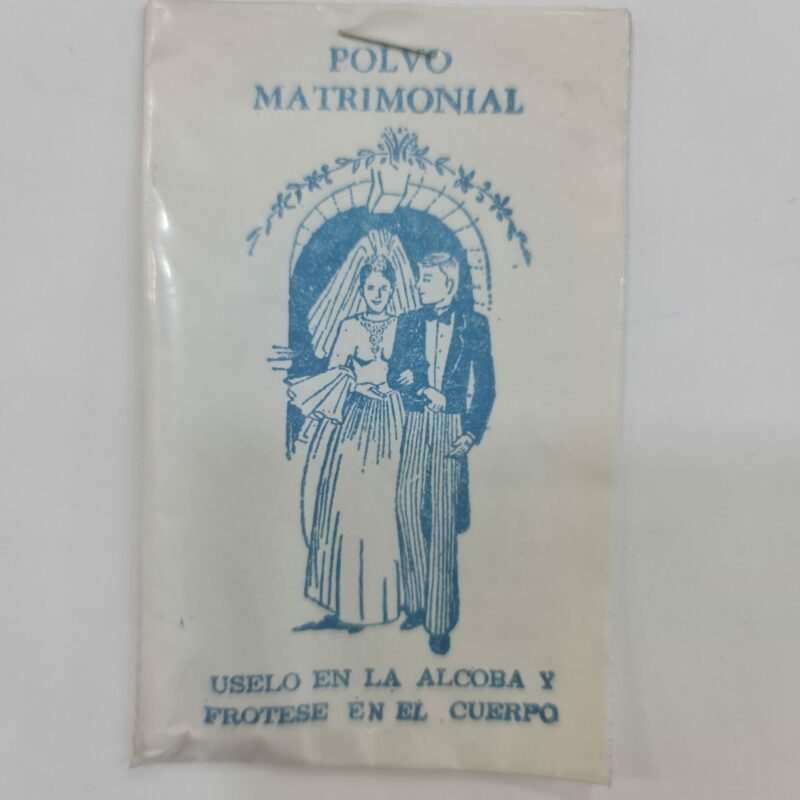 POLVO
MATRIMONIAL
USELO EN LA ALCOBA Y
FROTESE EN EL CUERPO